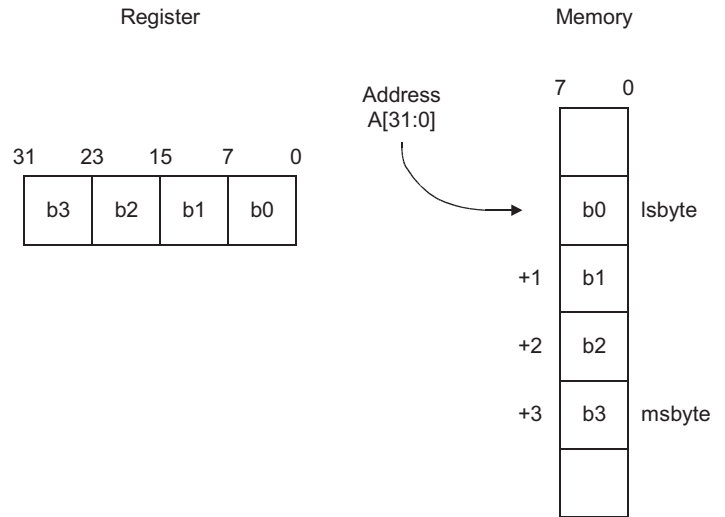 Register
Memory
7 0
Address
A[31:0]
31 23 15 7 0
b3 b2 b1 b0
b0 lsbyte
+1 b1
+2 b2
+3 b3 msbyte